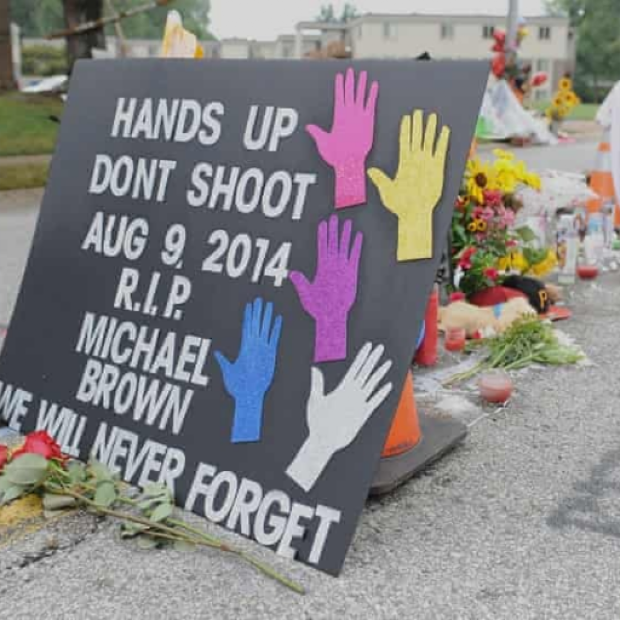 HANDS UP
DONT SHOOT
AUG 9, 2014
R.I.P.
MICHAEL
BROWN
WE WILL NEVER FORGET